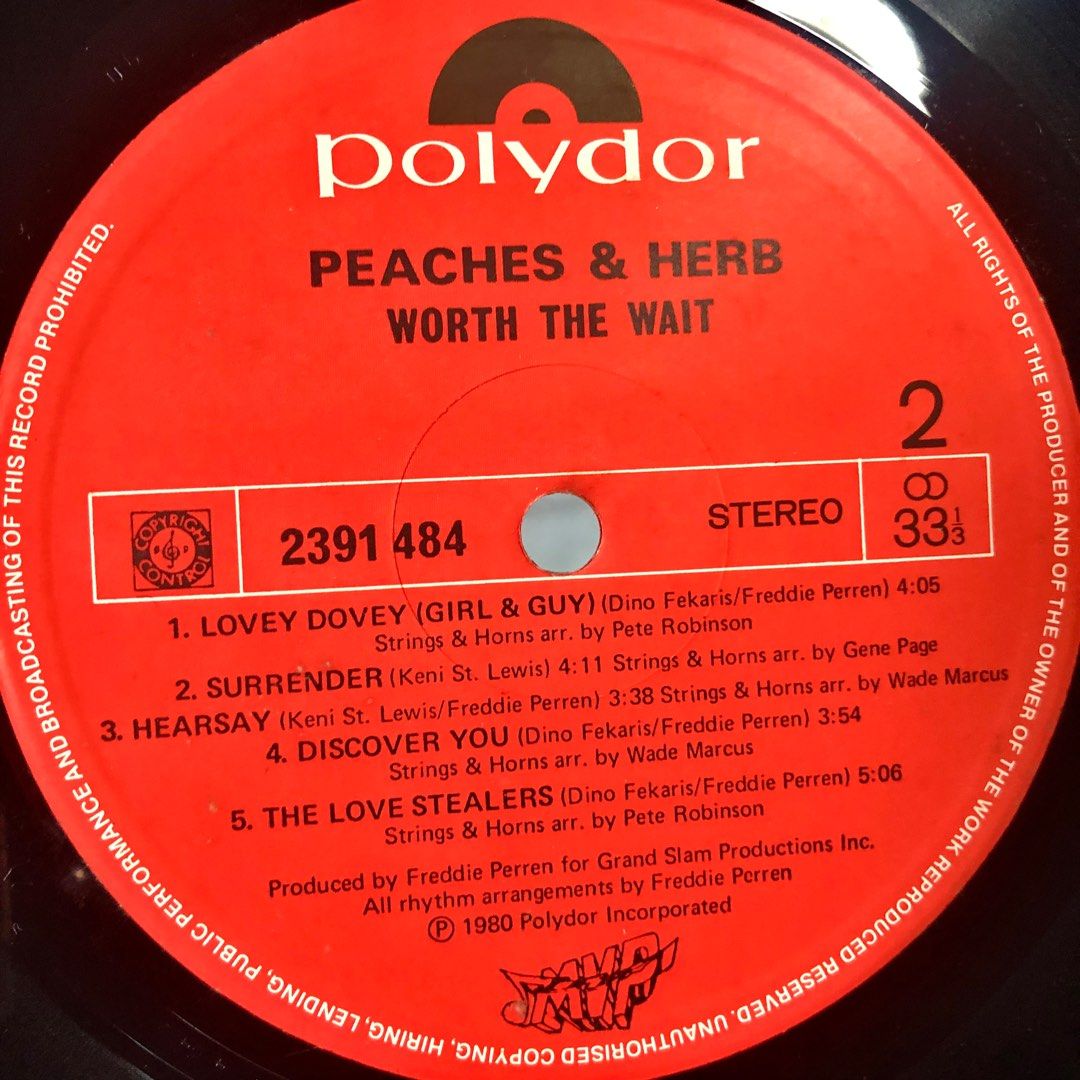 polydor
PEACHES & HERB
WORTH THE WAIT
2
COPYRIGHT CONTROL
2391 484
STEREO
33⅓
1. LOVEY DOVEY (GIRL & GUY) (Dino Fekaris/Freddie Perren) 4:05
Strings & Horns arr. by Pete Robinson
2. SURRENDER (Keni St. Lewis) 4:11 Strings & Horns arr. by Gene Page
3. HEARSAY (Keni St. Lewis/Freddie Perren) 3:38 Strings & Horns arr. by Wade Marcus
4. DISCOVER YOU (Dino Fekaris/Freddie Perren) 3:54
Strings & Horns arr. by Wade Marcus
5. THE LOVE STEALERS (Dino Fekaris/Freddie Perren) 5:06
Strings & Horns arr. by Pete Robinson
Produced by Freddie Perren for Grand Slam Productions Inc.
All rhythm arrangements by Freddie Perren
℗ 1980 Polydor Incorporated
MVP
ALL RIGHTS OF THE PRODUCER AND OF THE OWNER OF THE WORK REPRODUCED RESERVED. UNAUTHORISED COPYING, HIRING, LENDING, PUBLIC PERFORMANCE AND BROADCASTING OF THIS RECORD PROHIBITED.